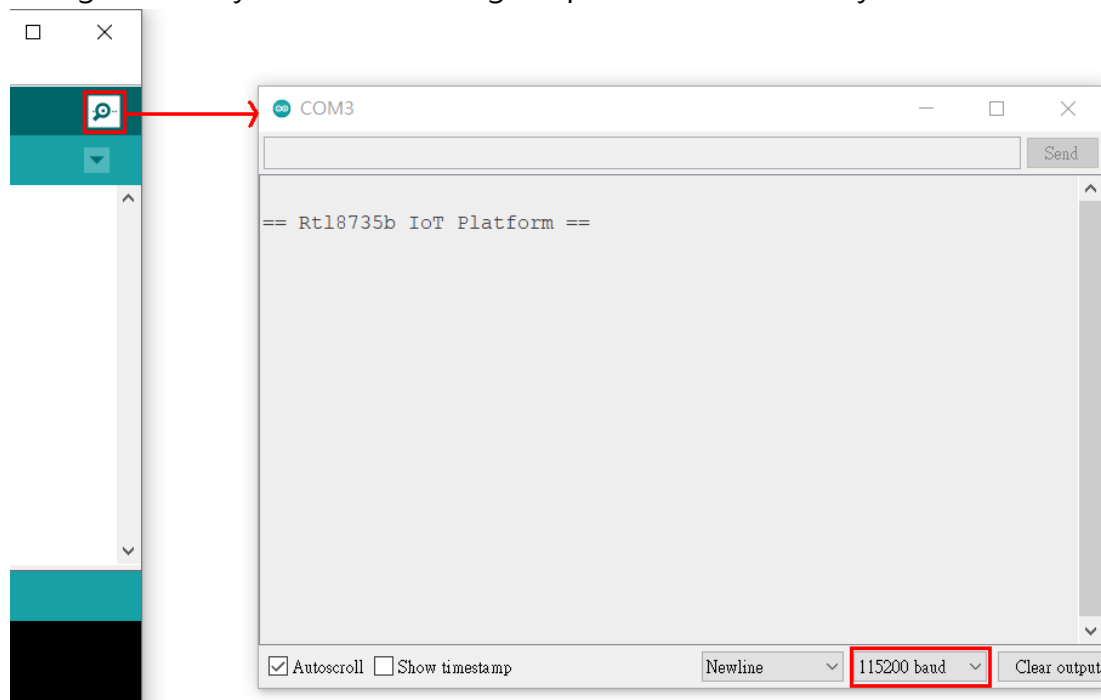 COM3
Send
== Rtl8735b IoT Platform ==
Autoscroll Show timestamp Newline 115200 baud Clear output